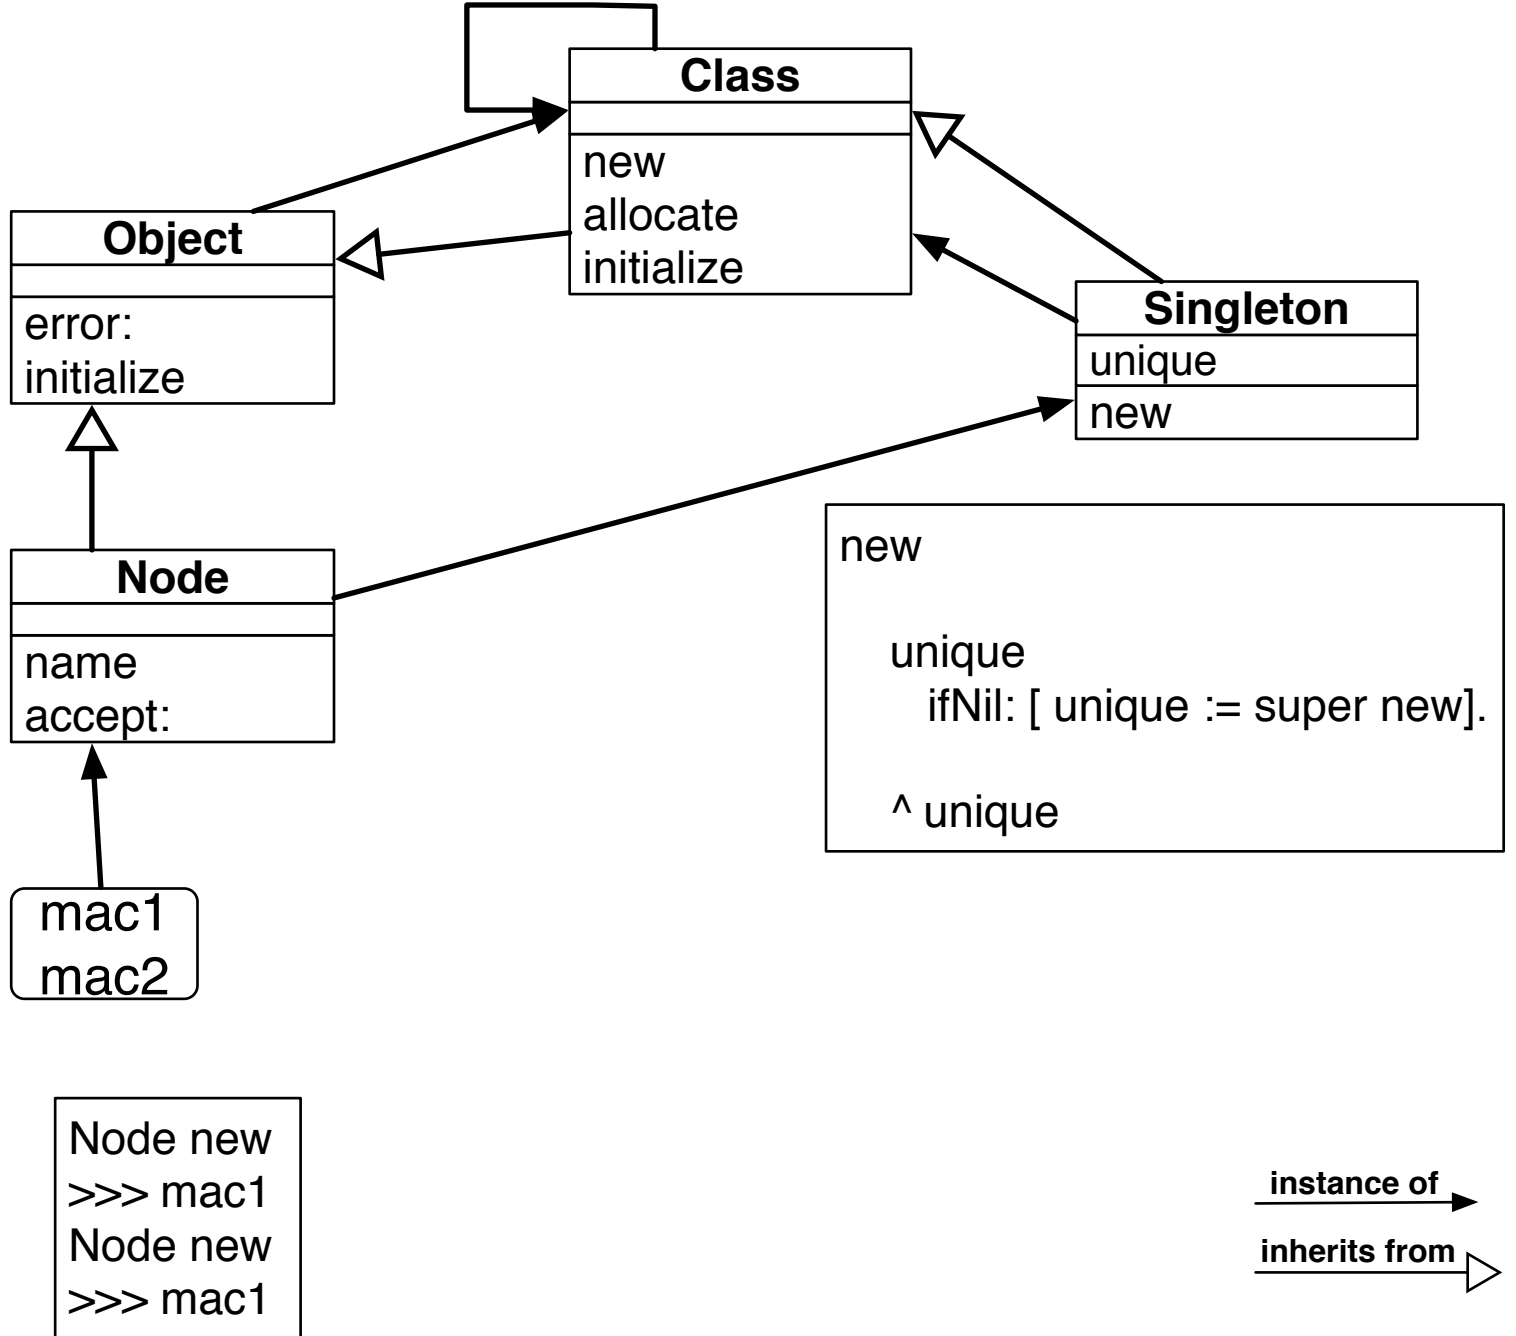 Class
new
allocate
initialize
Object
error:
initialize
Singleton
unique
new
Node
name
accept:
new
unique
ifNil: [ unique := super new].
^ unique
mac1
mac2
Node new
>>> mac1
Node new
>>> mac1
instance of
inherits from